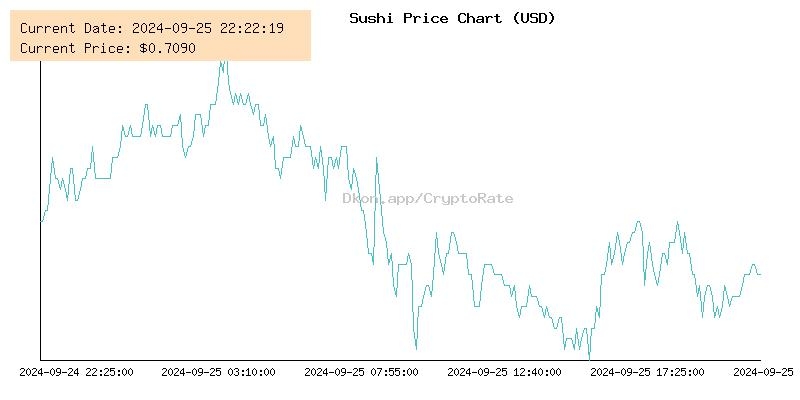 Sushi Price Chart (USD)
Current Date: 2024-09-25 22:22:19
Current Price: $0.7090
Dkon.app/CryptoRate
2024-09-24 22:25:00 2024-09-25 03:10:00 2024-09-25 07:55:00 2024-09-25 12:40:00 2024-09-25 17:25:00 2024-09-25